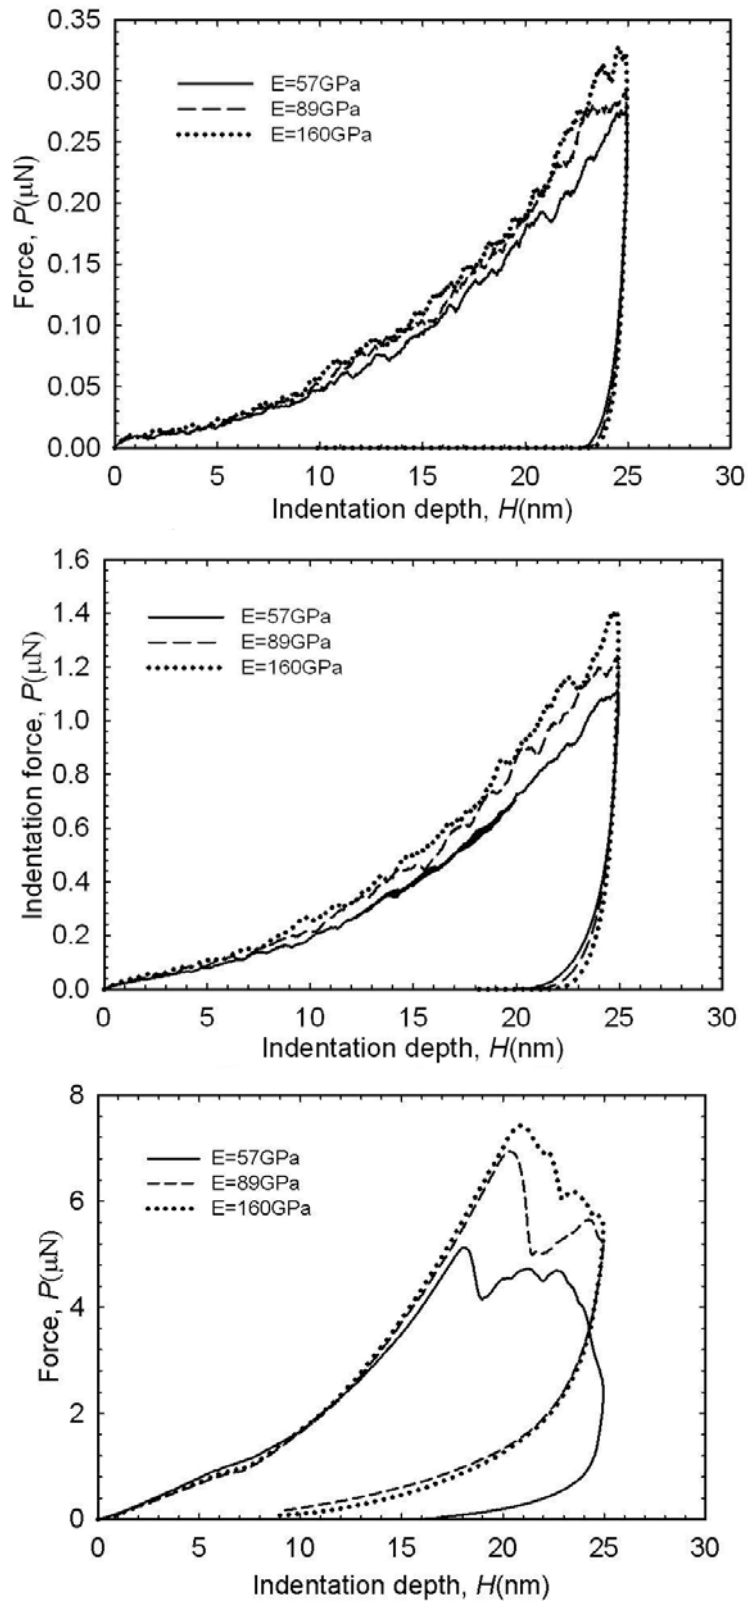 0.35
0.30
0.25
0.20
0.15
0.10
0.05
0.00
Force, P(μN)
E=57GPa
E=89GPa
E=160GPa
0 5 10 15 20 25 30
Indentation depth, H(nm)
1.6
1.4
1.2
1.0
0.8
0.6
0.4
0.2
0.0
Indentation force, P(μN)
E=57GPa
E=89GPa
E=160GPa
0 5 10 15 20 25 30
Indentation depth, H(nm)
8
6
4
2
0
Force, P(μN)
E=57GPa
E=89GPa
E=160GPa
0 5 10 15 20 25 30
Indentation depth, H(nm)